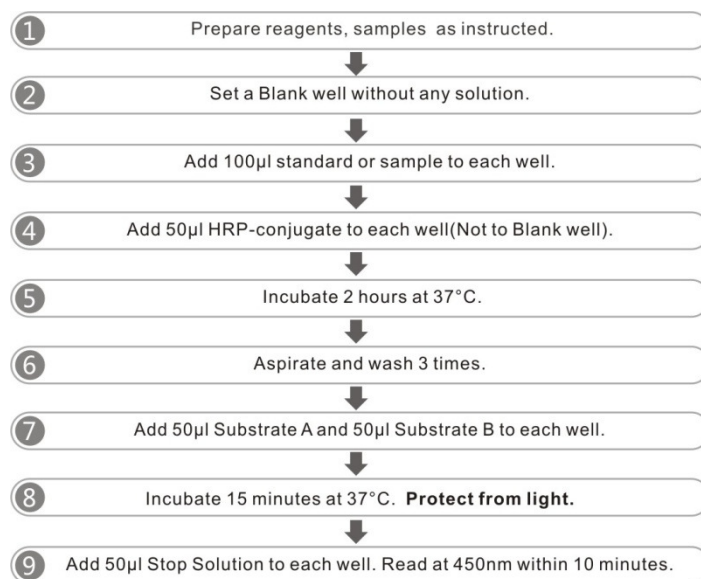 1 Prepare reagents, samples as instructed.
2 Set a Blank well without any solution.
3 Add 100μl standard or sample to each well.
4 Add 50μl HRP-conjugate to each well(Not to Blank well).
5 Incubate 2 hours at 37°C.
6 Aspirate and wash 3 times.
7 Add 50μl Substrate A and 50μl Substrate B to each well.
8 Incubate 15 minutes at 37°C. Protect from light.
9 Add 50μl Stop Solution to each well. Read at 450nm within 10 minutes.